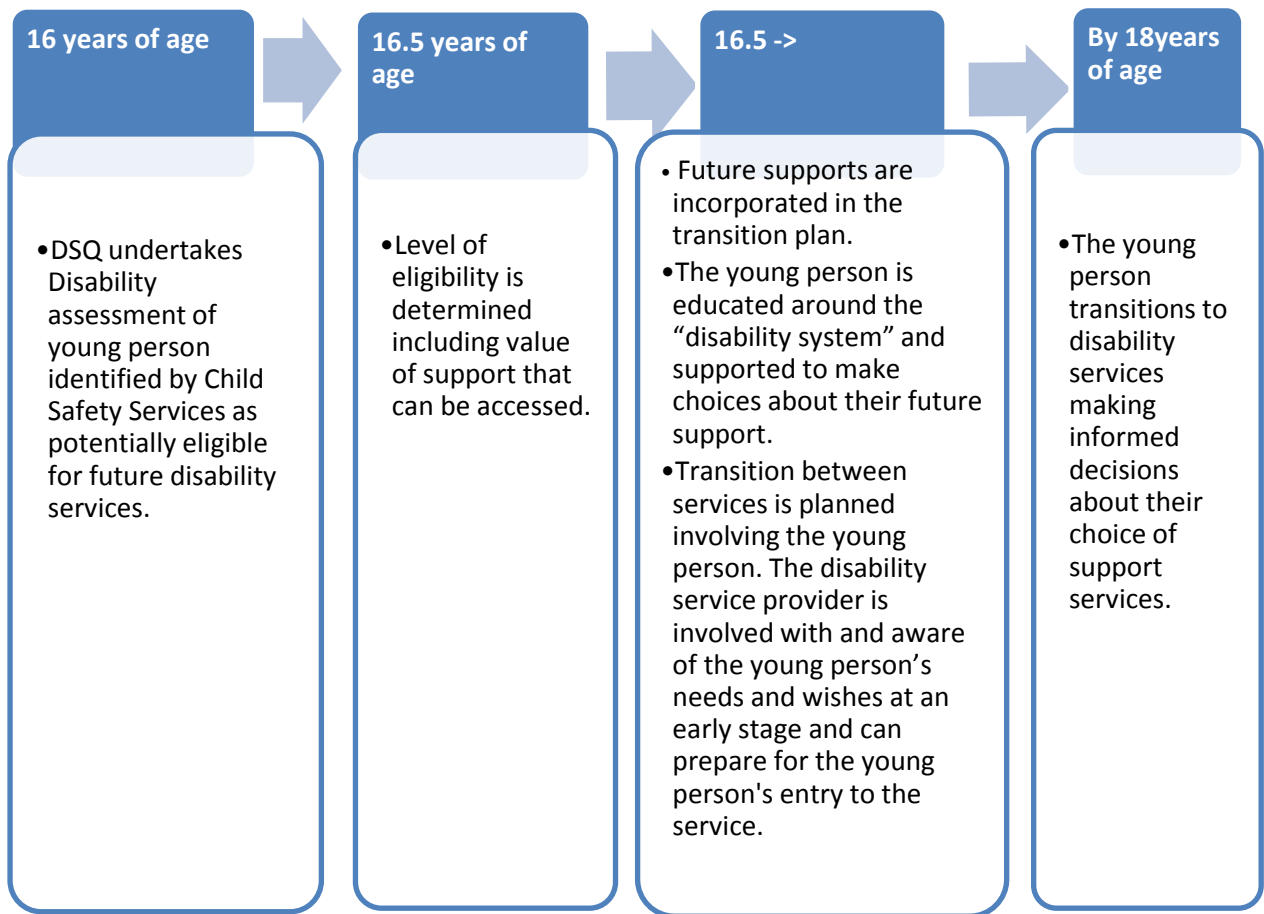 16 years of age
•DSQ undertakes
Disability
assessment of
young person
identified by Child
Safety Services as
potentially eligible
for future disability
services.
16.5 years of
age
•Level of
eligibility is
determined
including value
of support that
can be accessed.
16.5 ->
• Future supports are
incorporated in the
transition plan.
•The young person is
educated around the
“disability system” and
supported to make
choices about their future
support.
•Transition between
services is planned
involving the young
person. The disability
service provider is
involved with and aware
of the young person’s
needs and wishes at an
early stage and can
prepare for the young
person's entry to the
service.
By 18years
of age
•The young
person
transitions to
disability
services
making
informed
decisions
about their
choice of
support
services.